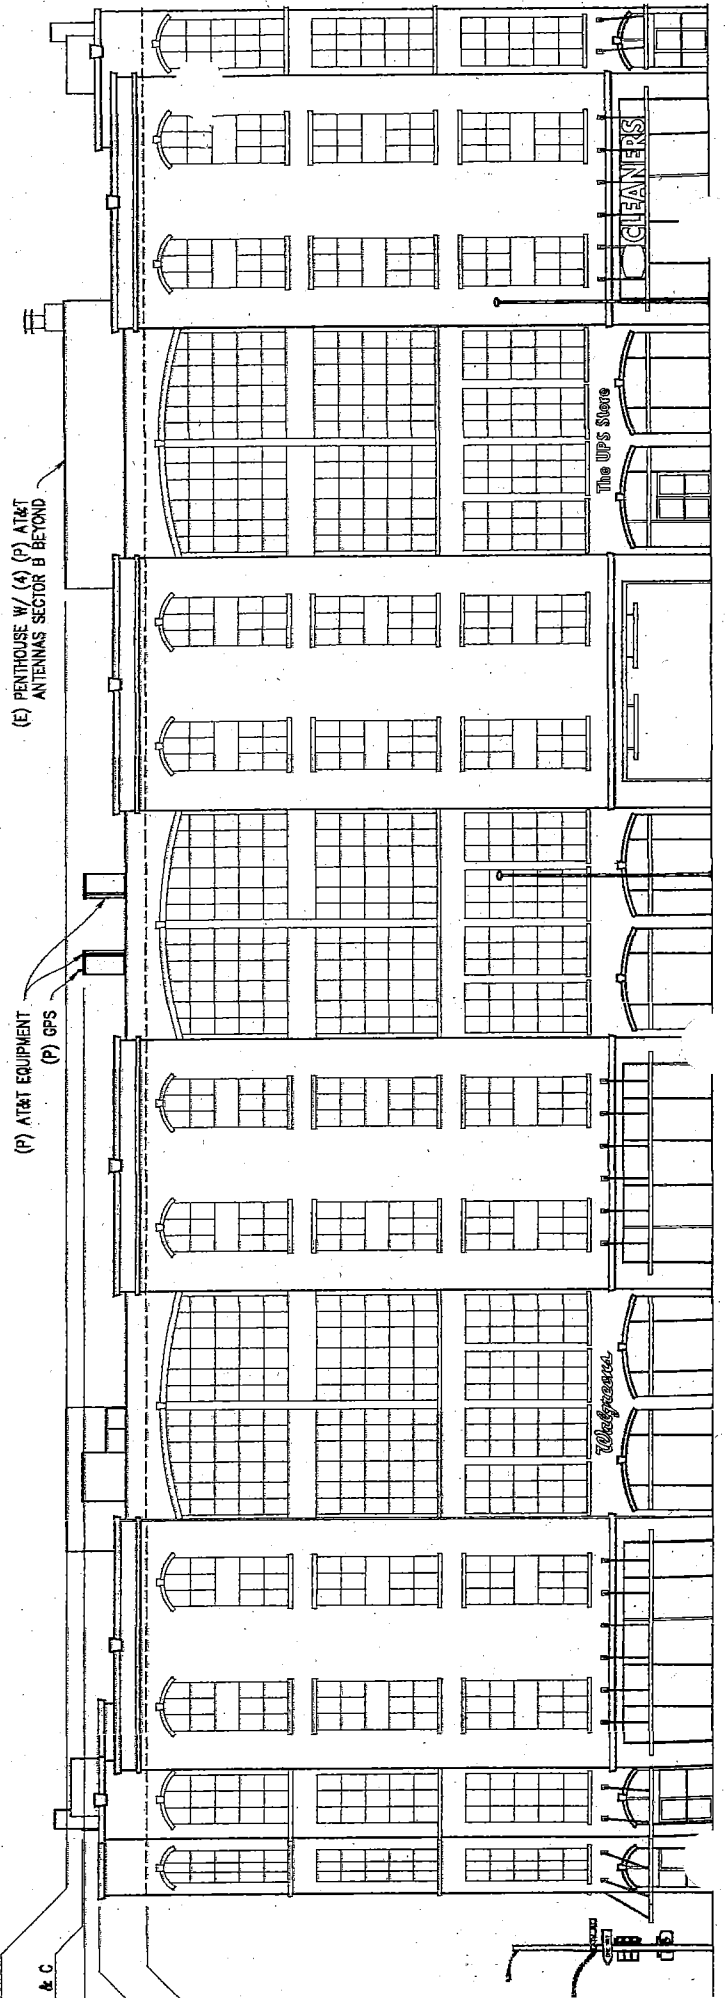 (E) PENTHOUSE W/ (4) (P) AT&T
ANTENNAS SECTOR B BEYOND
(P) AT&T EQUIPMENT
(P) GPS
& C
Walgreens
The UPS Store
CLEANERS